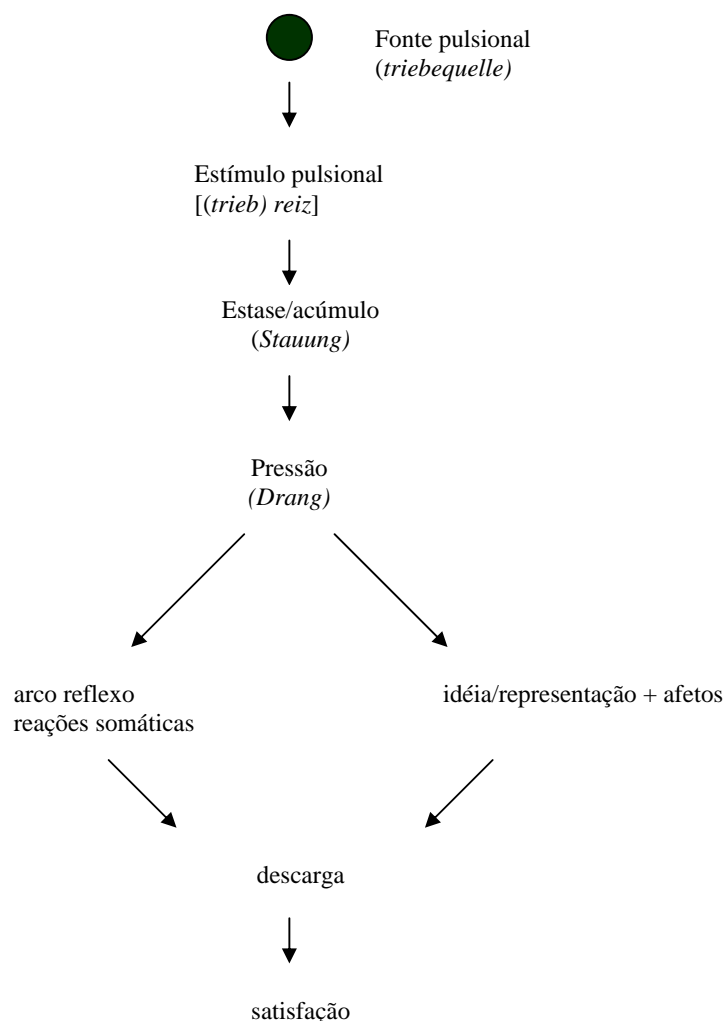 Fonte pulsional
(triebequelle)
Estímulo pulsional
[(trieb) reiz]
Estase/acúmulo
(Stauung)
Pressão
(Drang)
arco reflexo
reações somáticas
idéia/representação + afetos
descarga
satisfação